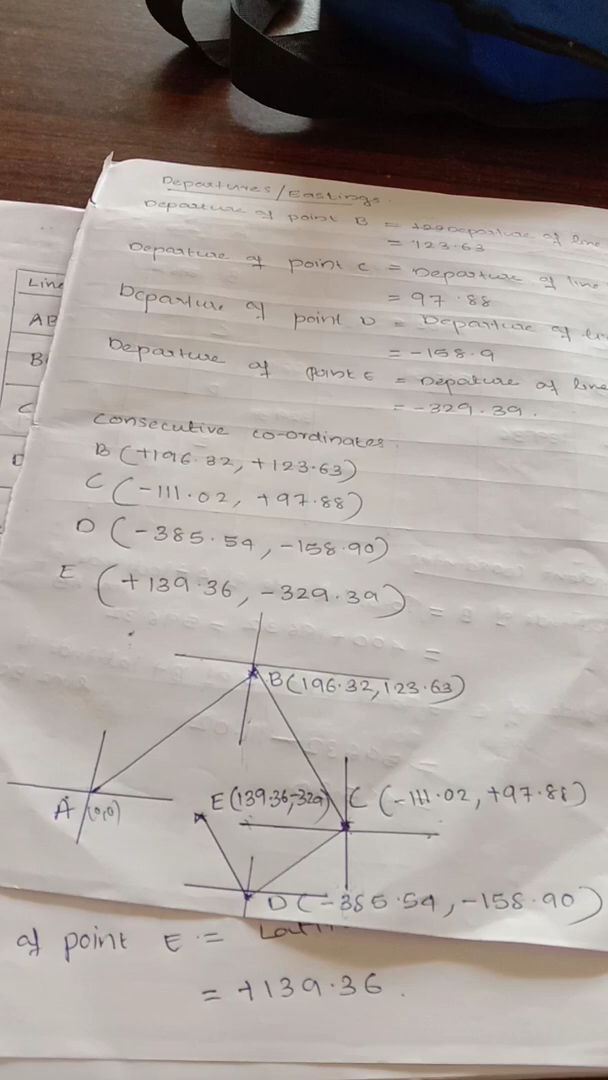 Departures/Eastings.
Departure of point B = Departure of line
= 123.63
Departure of point C = Departure of line
= 97.88
Departure of point D = Departure of
= -158.9
Departure of point E = Depature of line
= -329.39.
Line
AB
B
C
Consecutive co-ordinates.
B (+196.32, +123.63)
C (-111.02, +97.88)
D (-385.54, -158.90)
E (+139.36, -329.39)
B(196.32, 123.63)
A (0,0)
E(139.36,-329)
C (-111.02, +97.88)
D(-385.54, -158.90)
of point E =
= +139.36.